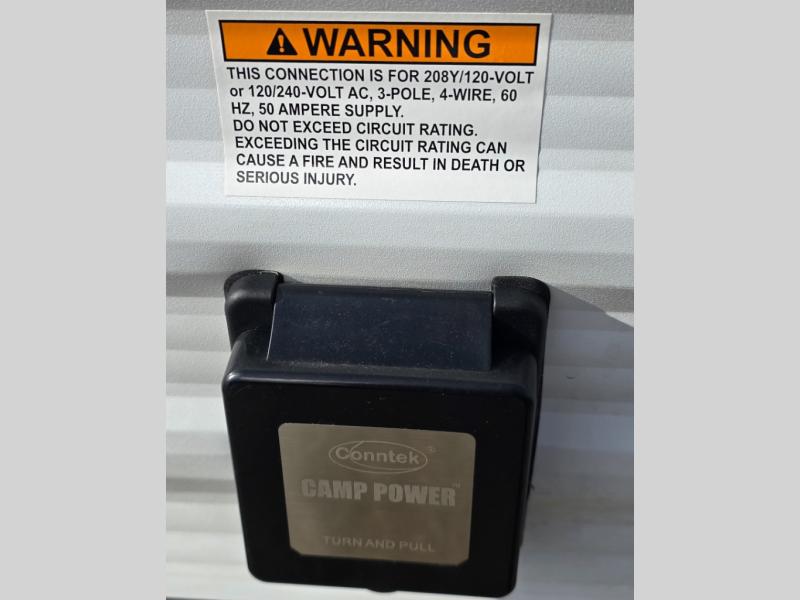 WARNING
THIS CONNECTION IS FOR 208Y/120-VOLT
or 120/240-VOLT AC, 3-POLE, 4-WIRE, 60
HZ, 50 AMPERE SUPPLY.
DO NOT EXCEED CIRCUIT RATING.
EXCEEDING THE CIRCUIT RATING CAN
CAUSE A FIRE AND RESULT IN DEATH OR
SERIOUS INJURY.
Conntek®
CAMP POWER™
TURN AND PULL